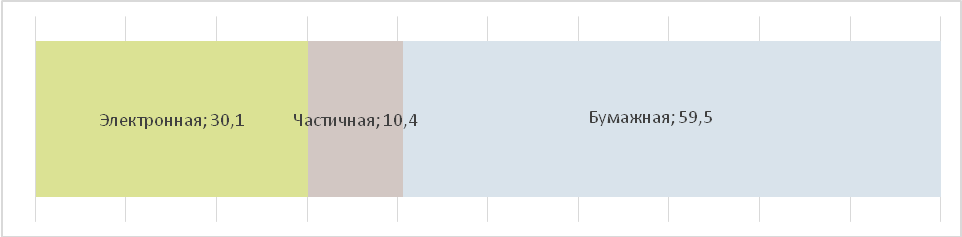 Электронная; 30,1
Частичная; 10,4
Бумажная; 59,5